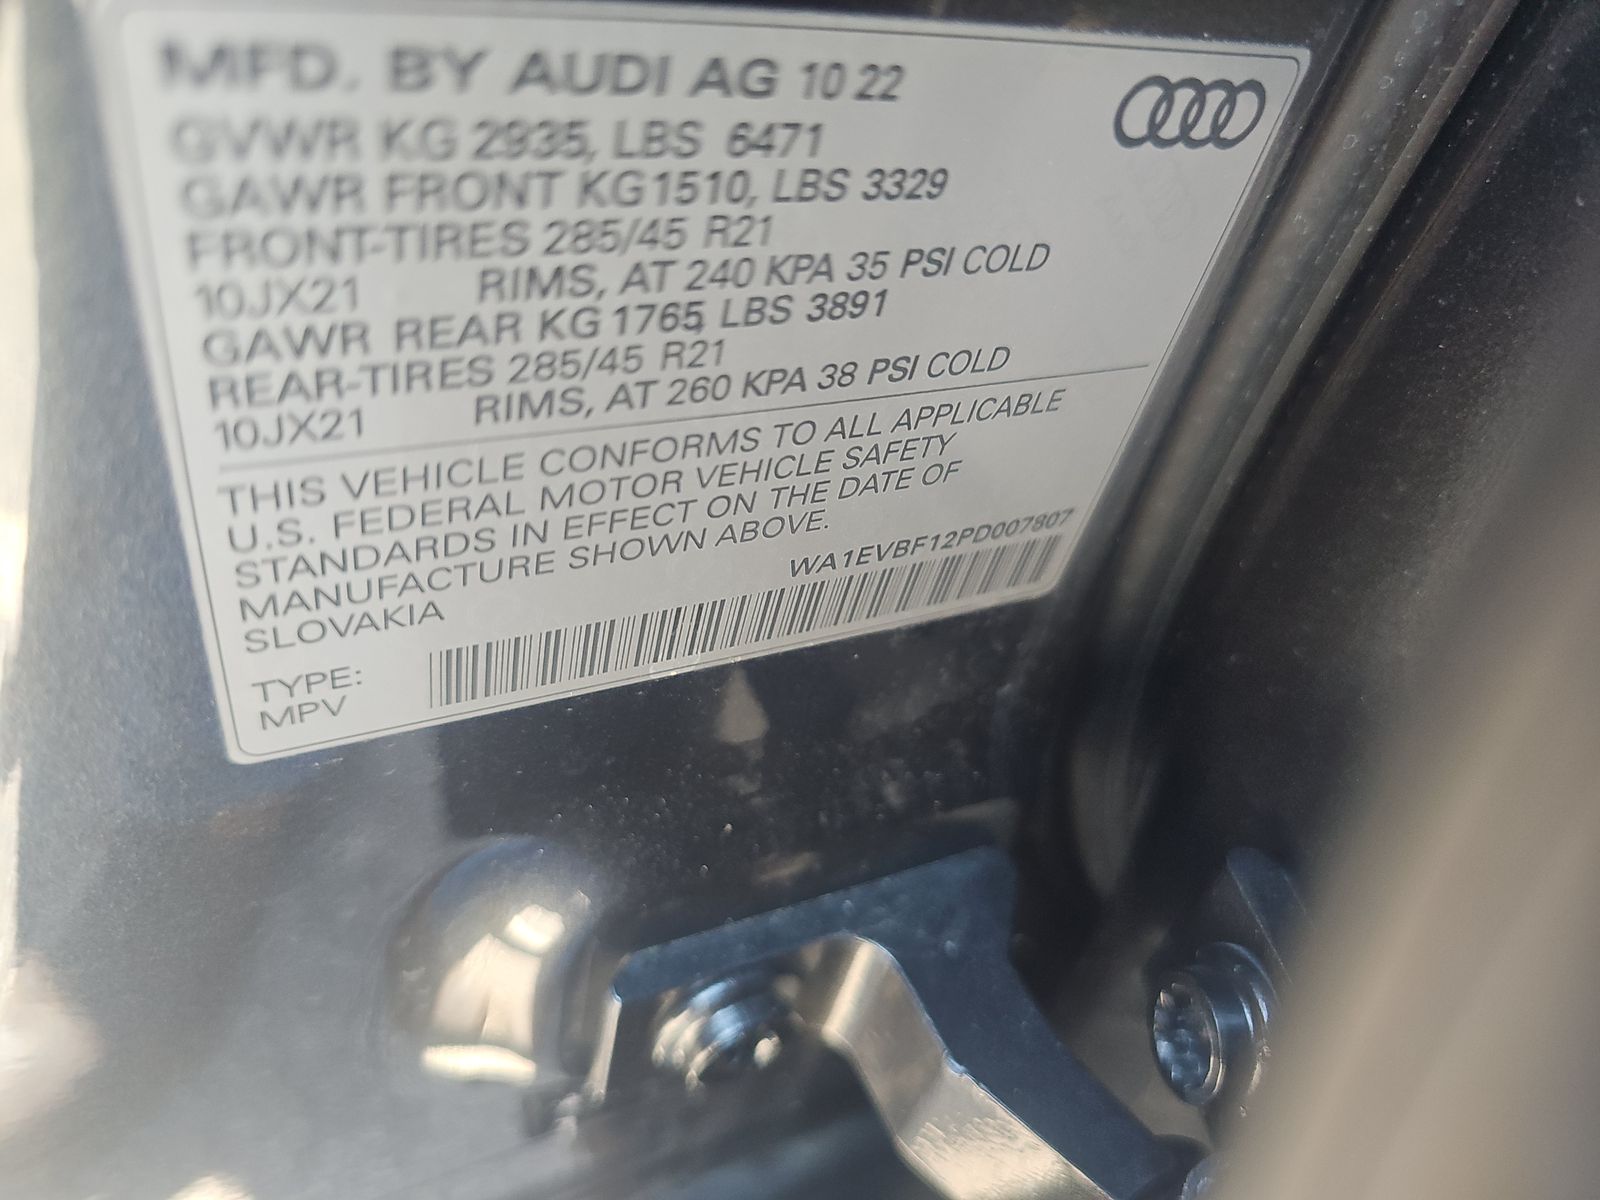 MFD. BY AUDI AG 10 22
GVWR KG 2935, LBS 6471
GAWR FRONT KG 1510, LBS 3329
FRONT-TIRES 285/45 R21
10JX21 RIMS, AT 240 KPA 35 PSI COLD
GAWR REAR KG 1765, LBS 3891
REAR-TIRES 285/45 R21
10JX21 RIMS, AT 260 KPA 38 PSI COLD
THIS VEHICLE CONFORMS TO ALL APPLICABLE
U.S. FEDERAL MOTOR VEHICLE SAFETY
STANDARDS IN EFFECT ON THE DATE OF
MANUFACTURE SHOWN ABOVE.
SLOVAKIA
WA1EVBF12PD007807
TYPE:
MPV